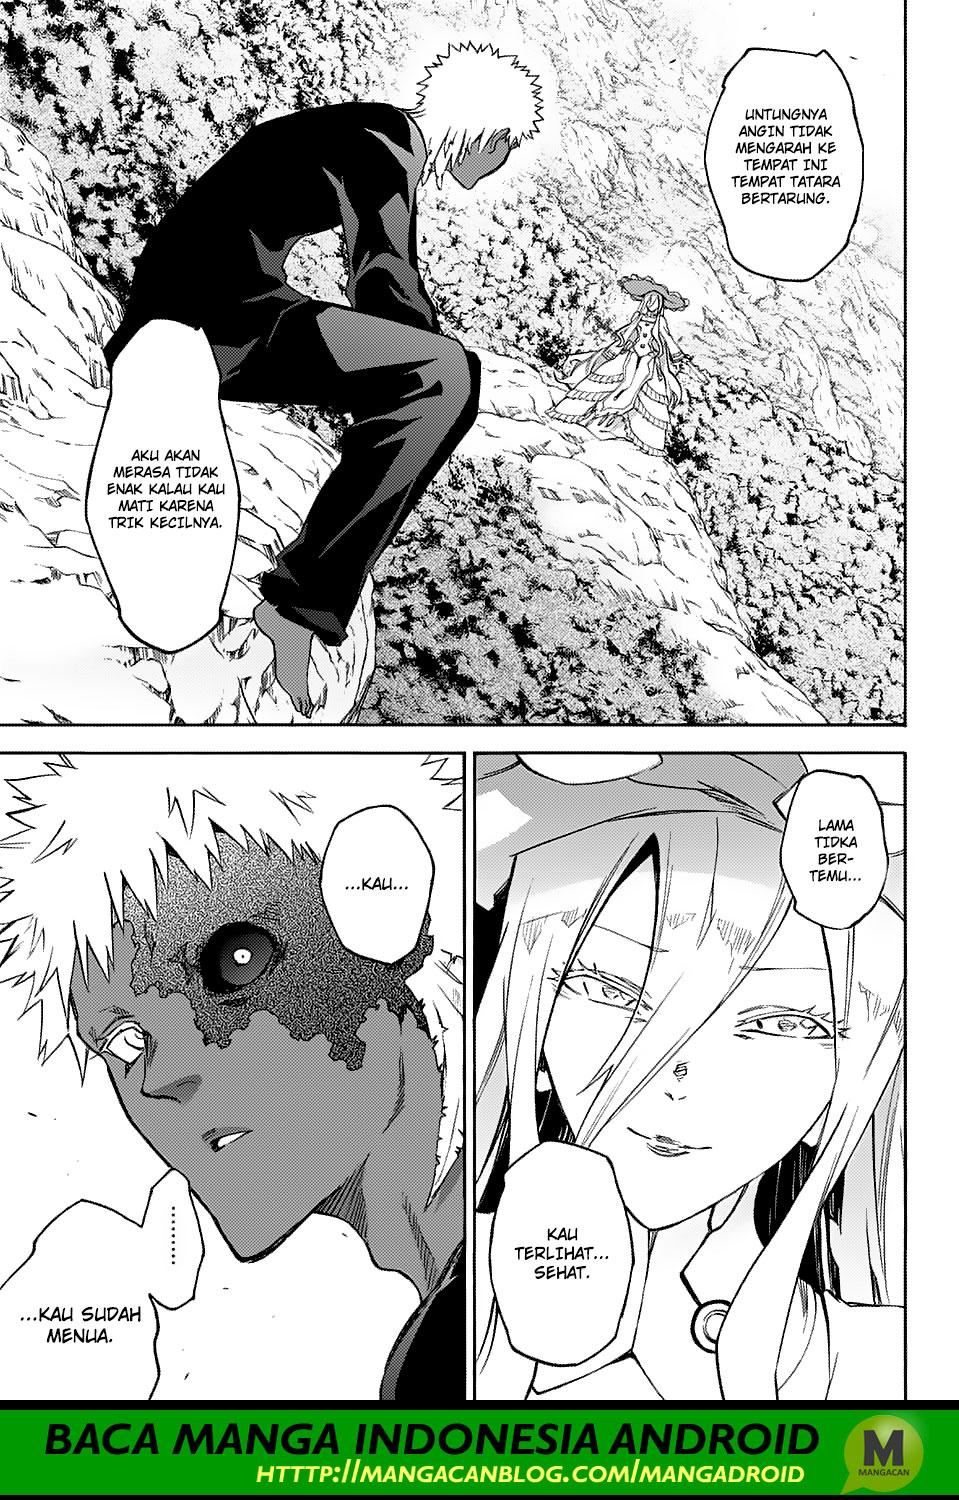 UNTUNGNYA
ANGIN TIDAK
MENGARAH KE
TEMPAT INI
TEMPAT TATARA
BERTARUNG.
AKU AKAN
MERASA TIDAK
ENAK KALAU KAU
MATI KARENA
TRIK KECILNYA.
LAMA
TIDKA
BER-
TEMU...
KAU
TERLIHAT...
SEHAT.
...KAU...
.........
...KAU SUDAH
MENUA.
BACA MANGA INDONESIA ANDROID
HTTTP://MANGACANBLOG.COM/MANGADROID
M
MANGACAN